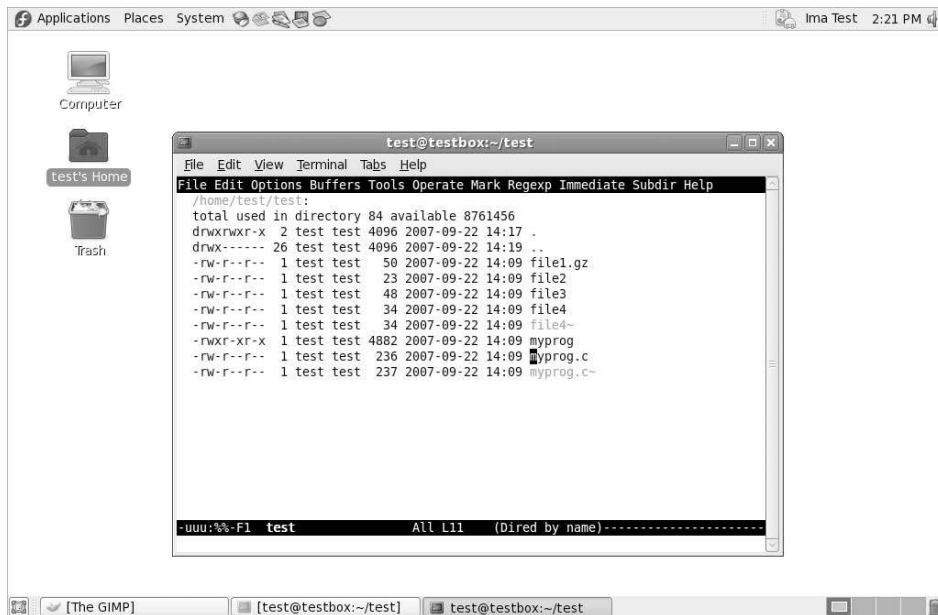 Applications Places System Ima Test 2:21 PM
Computer
test's Home
Trash
test@testbox:~/test
File Edit View Terminal Tabs Help
File Edit Options Buffers Tools Operate Mark Regexp Immediate Subdir Help
/home/test/test:
total used in directory 84 available 8761456
drwxrwxr-x 2 test test 4096 2007-09-22 14:17 .
drwx------ 26 test test 4096 2007-09-22 14:19 ..
-rw-r--r-- 1 test test 50 2007-09-22 14:09 file1.gz
-rw-r--r-- 1 test test 23 2007-09-22 14:09 file2
-rw-r--r-- 1 test test 48 2007-09-22 14:09 file3
-rw-r--r-- 1 test test 34 2007-09-22 14:09 file4
-rw-r--r-- 1 test test 34 2007-09-22 14:09 file4~
-rwxr-xr-x 1 test test 4882 2007-09-22 14:09 myprog
-rw-r--r-- 1 test test 236 2007-09-22 14:09 myprog.c
-rw-r--r-- 1 test test 237 2007-09-22 14:09 myprog.c~
-uuu:%%-F1 test All L11 (Dired by name)----------------------
[The GIMP] [test@testbox:~/test] test@testbox:~/test